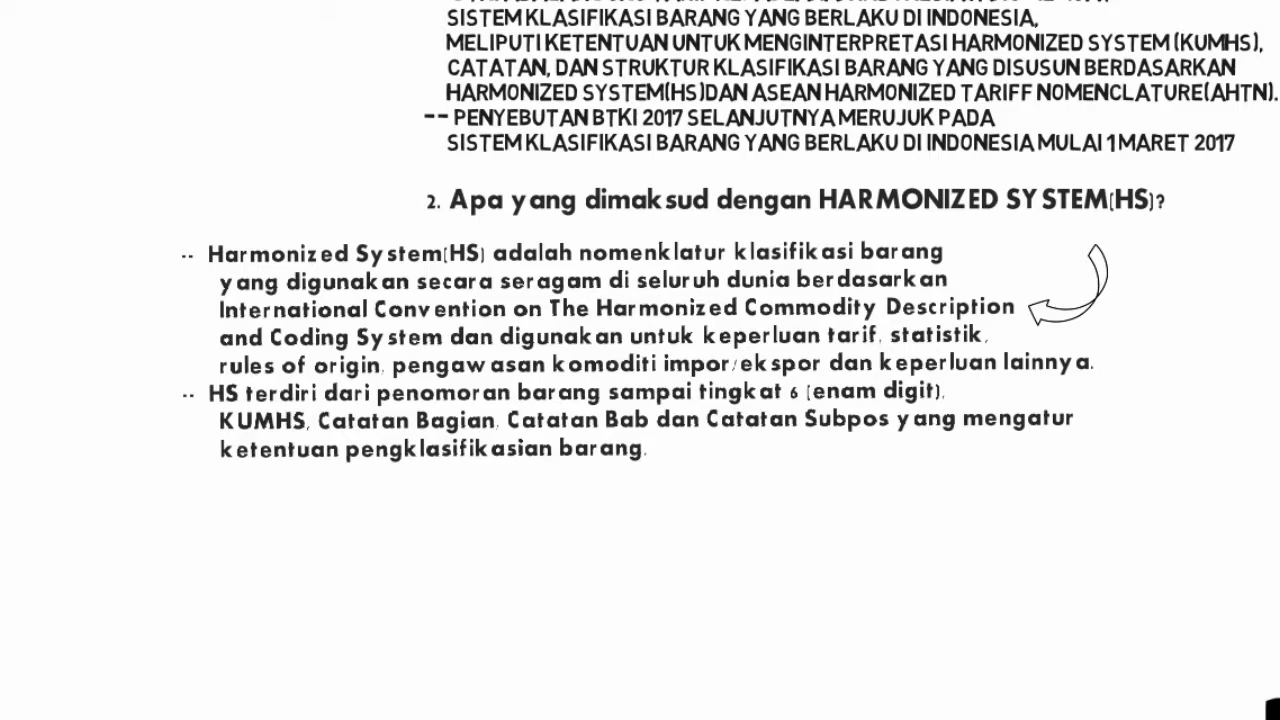 SISTEM KLASIFIKASI BARANG YANG BERLAKU DI INDONESIA,
MELIPUTI KETENTUAN UNTUK MENGINTERPRETASI HARMONIZED SYSTEM (KUMHS),
CATATAN, DAN STRUKTUR KLASIFIKASI BARANG YANG DISUSUN BERDASARKAN
HARMONIZED SYSTEM(HS)DAN ASEAN HARMONIZED TARIFF NOMENCLATURE(AHTN).
-- PENYEBUTAN BTKI 2017 SELANJUTNYA MERUJUK PADA
SISTEM KLASIFIKASI BARANG YANG BERLAKU DI INDONESIA MULAI 1 MARET 2017
2. Apa yang dimaksud dengan HARMONIZED SYSTEM(HS)?
-- Harmonized System(HS) adalah nomenklatur klasifikasi barang
yang digunakan secara seragam di seluruh dunia berdasarkan
International Convention on The Harmonized Commodity Description
and Coding System dan digunakan untuk keperluan tarif, statistik,
rules of origin, pengawasan komoditi impor/ekspor dan keperluan lainnya.
-- HS terdiri dari penomoran barang sampai tingkat 6 (enam digit),
KUMHS, Catatan Bagian, Catatan Bab dan Catatan Subpos yang mengatur
ketentuan pengklasifikasian barang.